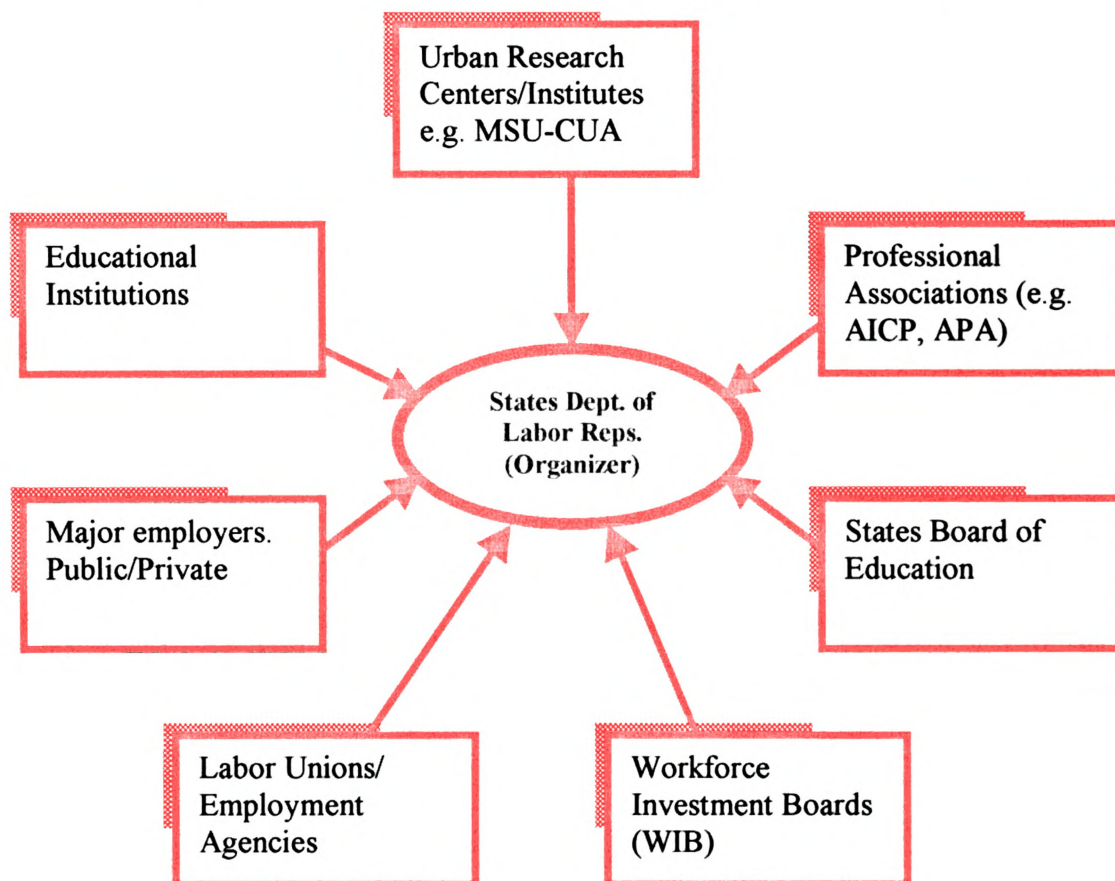 Urban Research
Centers/Institutes
e.g. MSU-CUA
Educational
Institutions
Professional
Associations (e.g.
AICP, APA)
States Dept. of
Labor Reps.
(Organizer)
Major employers.
Public/Private
States Board of
Education
Labor Unions/
Employment
Agencies
Workforce
Investment Boards
(WIB)